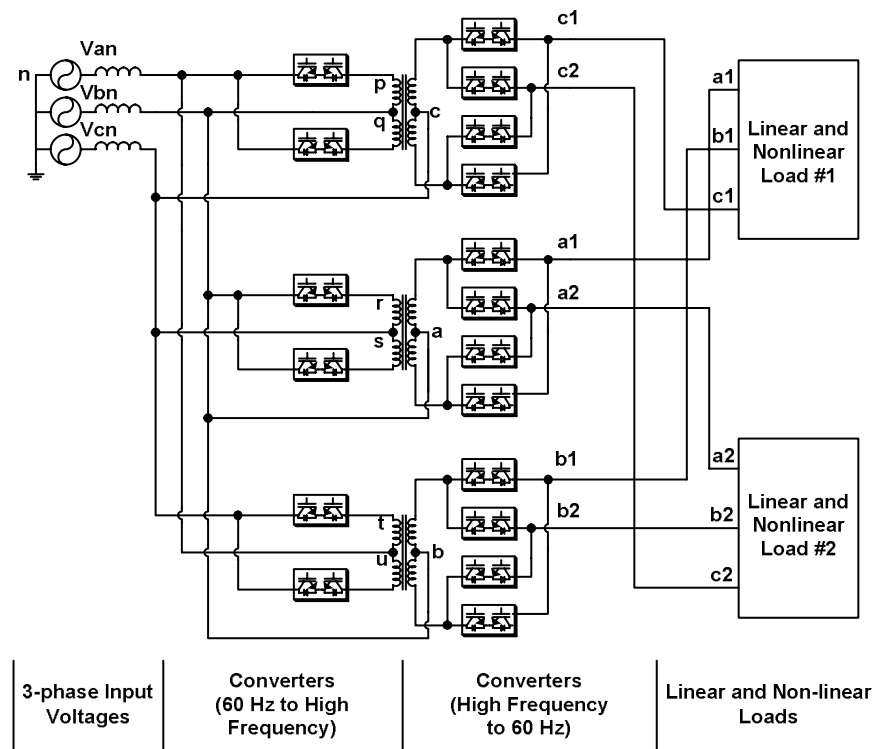 Van
n
Vbn
Vcn
p
q
c
c1
c2
a1
b1
c1
Linear and
Nonlinear
Load #1
r
s
a
a1
a2
t
u
b
b1
b2
a2
b2
c2
Linear and
Nonlinear
Load #2
3-phase Input
Voltages
Converters
(60 Hz to High
Frequency)
Converters
(High Frequency
to 60 Hz)
Linear and Non-linear
Loads